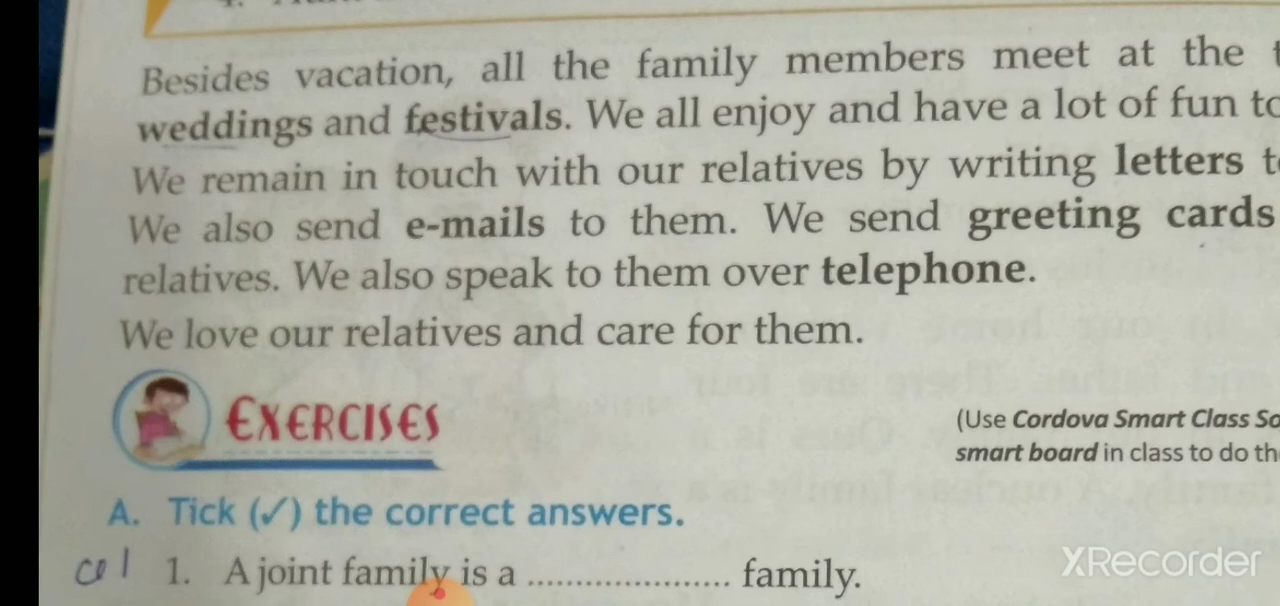 Besides vacation, all the family members meet at the
weddings and festivals. We all enjoy and have a lot of fun
We remain in touch with our relatives by writing letters
We also send e-mails to them. We send greeting cards
relatives. We also speak to them over telephone.
We love our relatives and care for them.
EXERCISES
(Use Cordova Smart Class
smart board in class to do
A. Tick (✓) the correct answers.
1. A joint family is a .................... family.
XRecorder